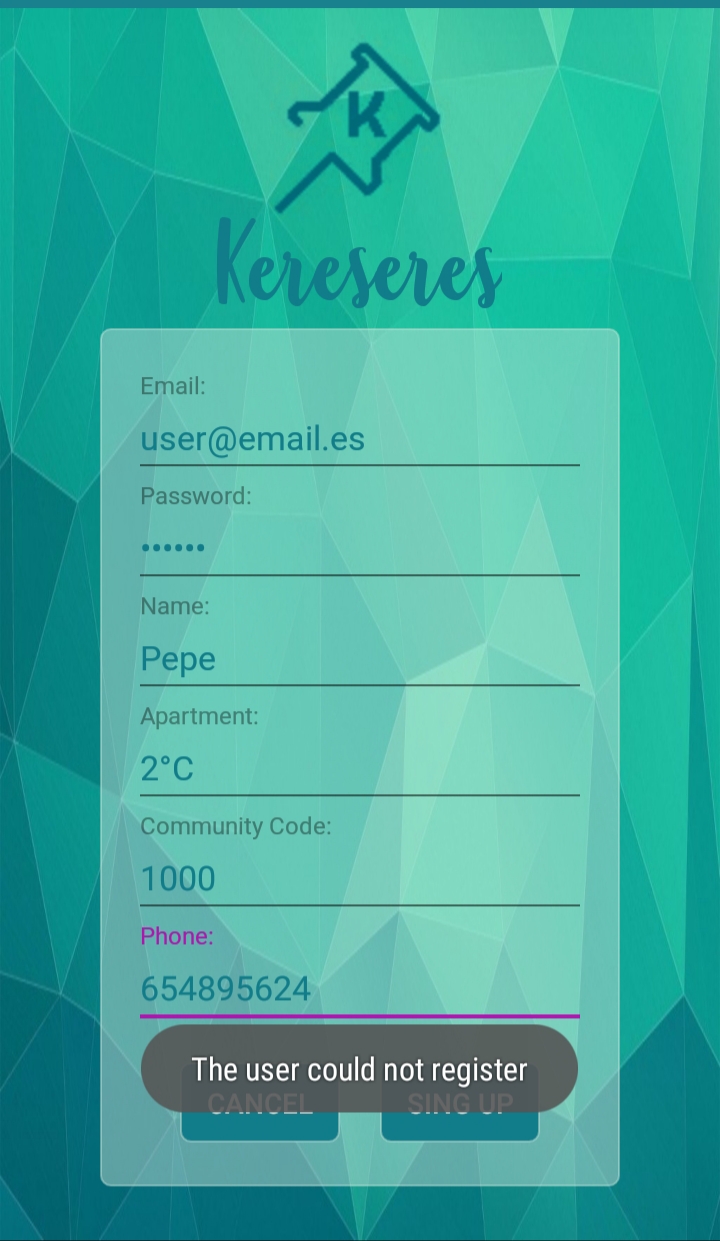 K
Kereseres
Email:
user@email.es
Password:
••••••
Name:
Pepe
Apartment:
2°C
Community Code:
1000
Phone:
654895624
The user could not register
CANCEL
SING UP